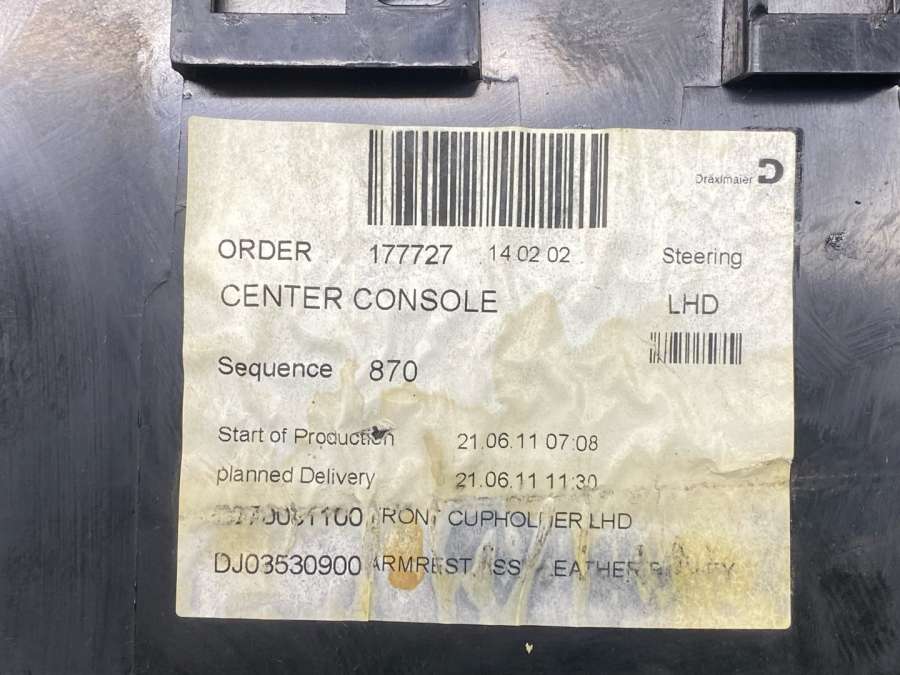 Dräxlmaier
ORDER 177727 14.02.02 Steering
CENTER CONSOLE LHD
Sequence 870
Start of Production 21.06.11 07:08
planned Delivery 21.06.11 11:30
FRONT CUPHOLDER LHD
DJ03530900 ARMREST LEATHER